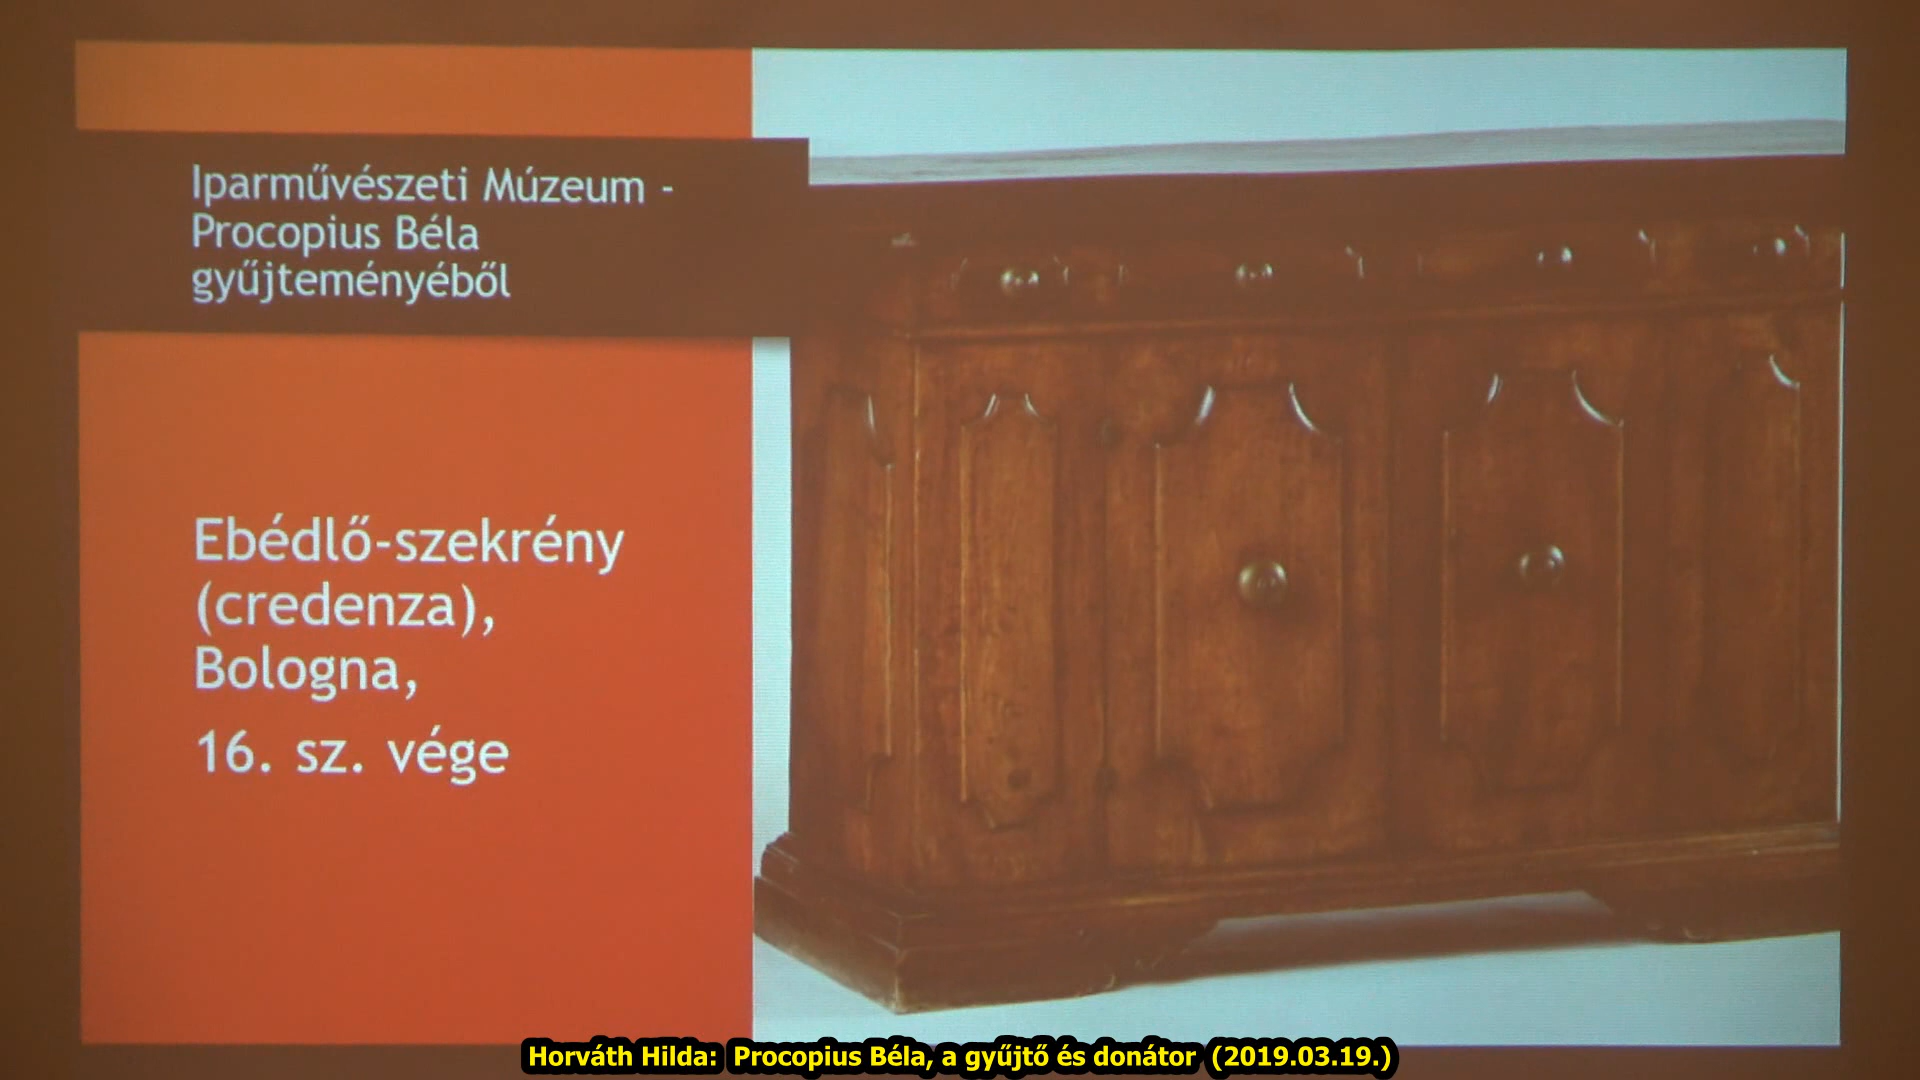 Iparművészeti Múzeum -
Procopius Béla
gyűjteményéből
Ebédlő-szekrény
(credenza),
Bologna,
16. sz. vége
Horváth Hilda: Procopius Béla, a gyűjtő és donátor (2019.03.19.)